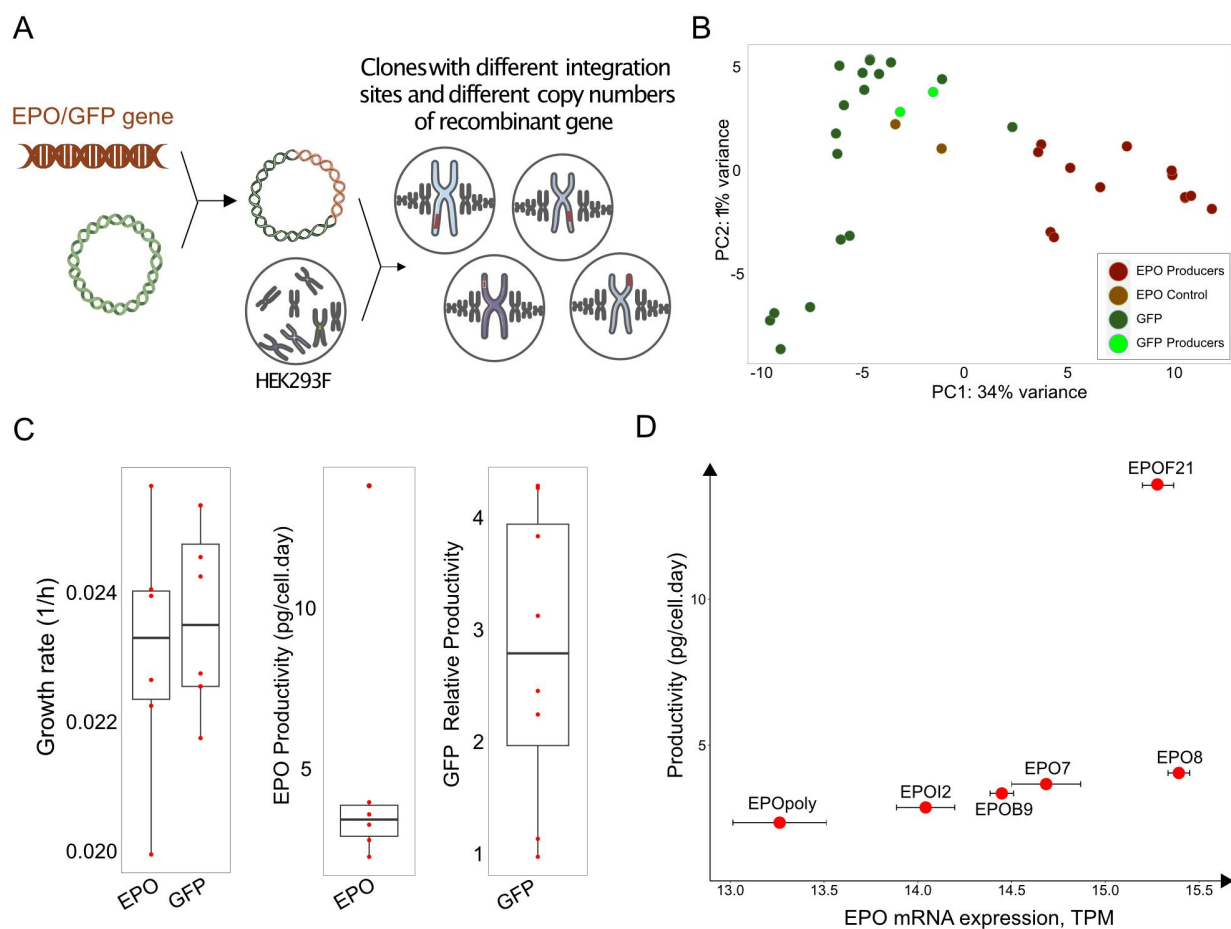 A
EPO/GFP gene
HEK293F
Clones with different integration
sites and different copy numbers
of recombinant gene
B
PC2: 11% variance
5
0
-5
-10
-5
0
5
10
PC1: 34% variance
EPO Producers
EPO Control
GFP
GFP Producers
C
Growth rate (1/h)
0.024
0.022
0.020
EPO
GFP
EPO Productivity (pg/cell.day)
10
5
EPO
GFP Relative Productivity
4
3
2
1
GFP
D
Productivity (pg/cell.day)
10
5
EPOF21
EPO8
EPO7
EPOB9
EPOI2
EPOpoly
13.0
13.5
14.0
14.5
15.0
15.5
EPO mRNA expression, TPM